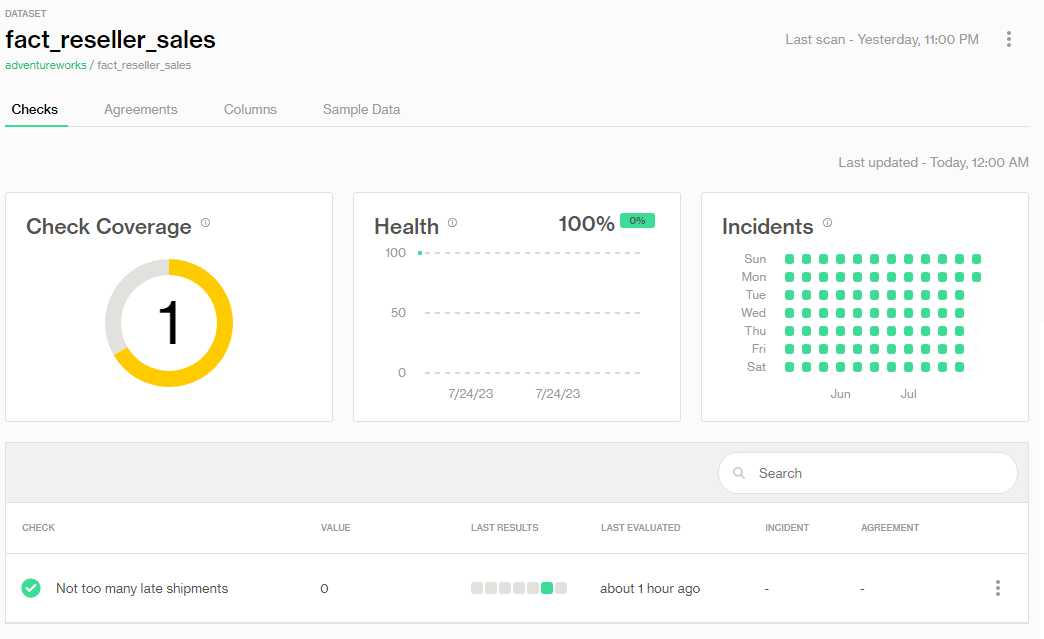 DATASET
fact_reseller_sales
Last scan - Yesterday, 11:00 PM
adventureworks / fact_reseller_sales
Checks Agreements Columns Sample Data
Last updated - Today, 12:00 AM
Check Coverage
1
Health
100% 0%
100
50
0
7/24/23 7/24/23
Incidents
Sun
Mon
Tue
Wed
Thu
Fri
Sat
Jun Jul
Search
CHECK VALUE LAST RESULTS LAST EVALUATED INCIDENT AGREEMENT
Not too many late shipments 0 about 1 hour ago - -